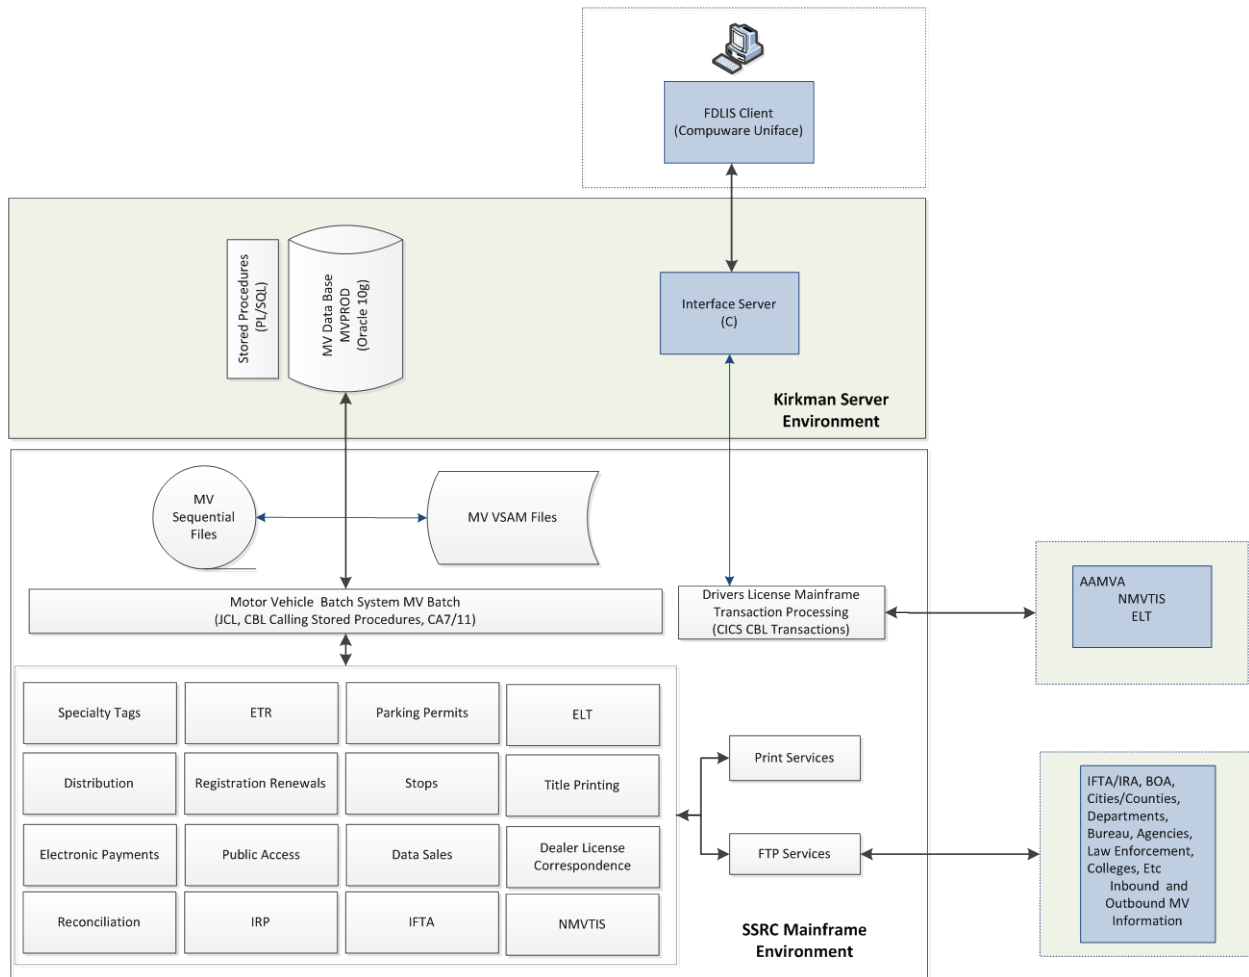 FDLIS Client
(Compuware Uniface)
Stored Procedures
(PL/SQL)
MV Data Base
MVPROD
(Oracle 10g)
Interface Server
(C)
Kirkman Server
Environment
MV
Sequential
Files
MV VSAM Files
Motor Vehicle  Batch System MV Batch
(JCL, CBL Calling Stored Procedures, CA7/11)
Drivers License Mainframe
Transaction Processing
(CICS CBL Transactions)
AAMVA
NMVTIS
ELT
Specialty Tags
ETR
Parking Permits
ELT
Distribution
Registration Renewals
Stops
Title Printing
Electronic Payments
Public Access
Data Sales
Dealer License
Correspondence
Reconciliation
IRP
IFTA
NMVTIS
Print Services
FTP Services
SSRC Mainframe
Environment
IFTA/IRA, BOA,
Cities/Counties,
Departments,
Bureau, Agencies,
Law Enforcement,
Colleges, Etc
Inbound  and
Outbound MV
Information